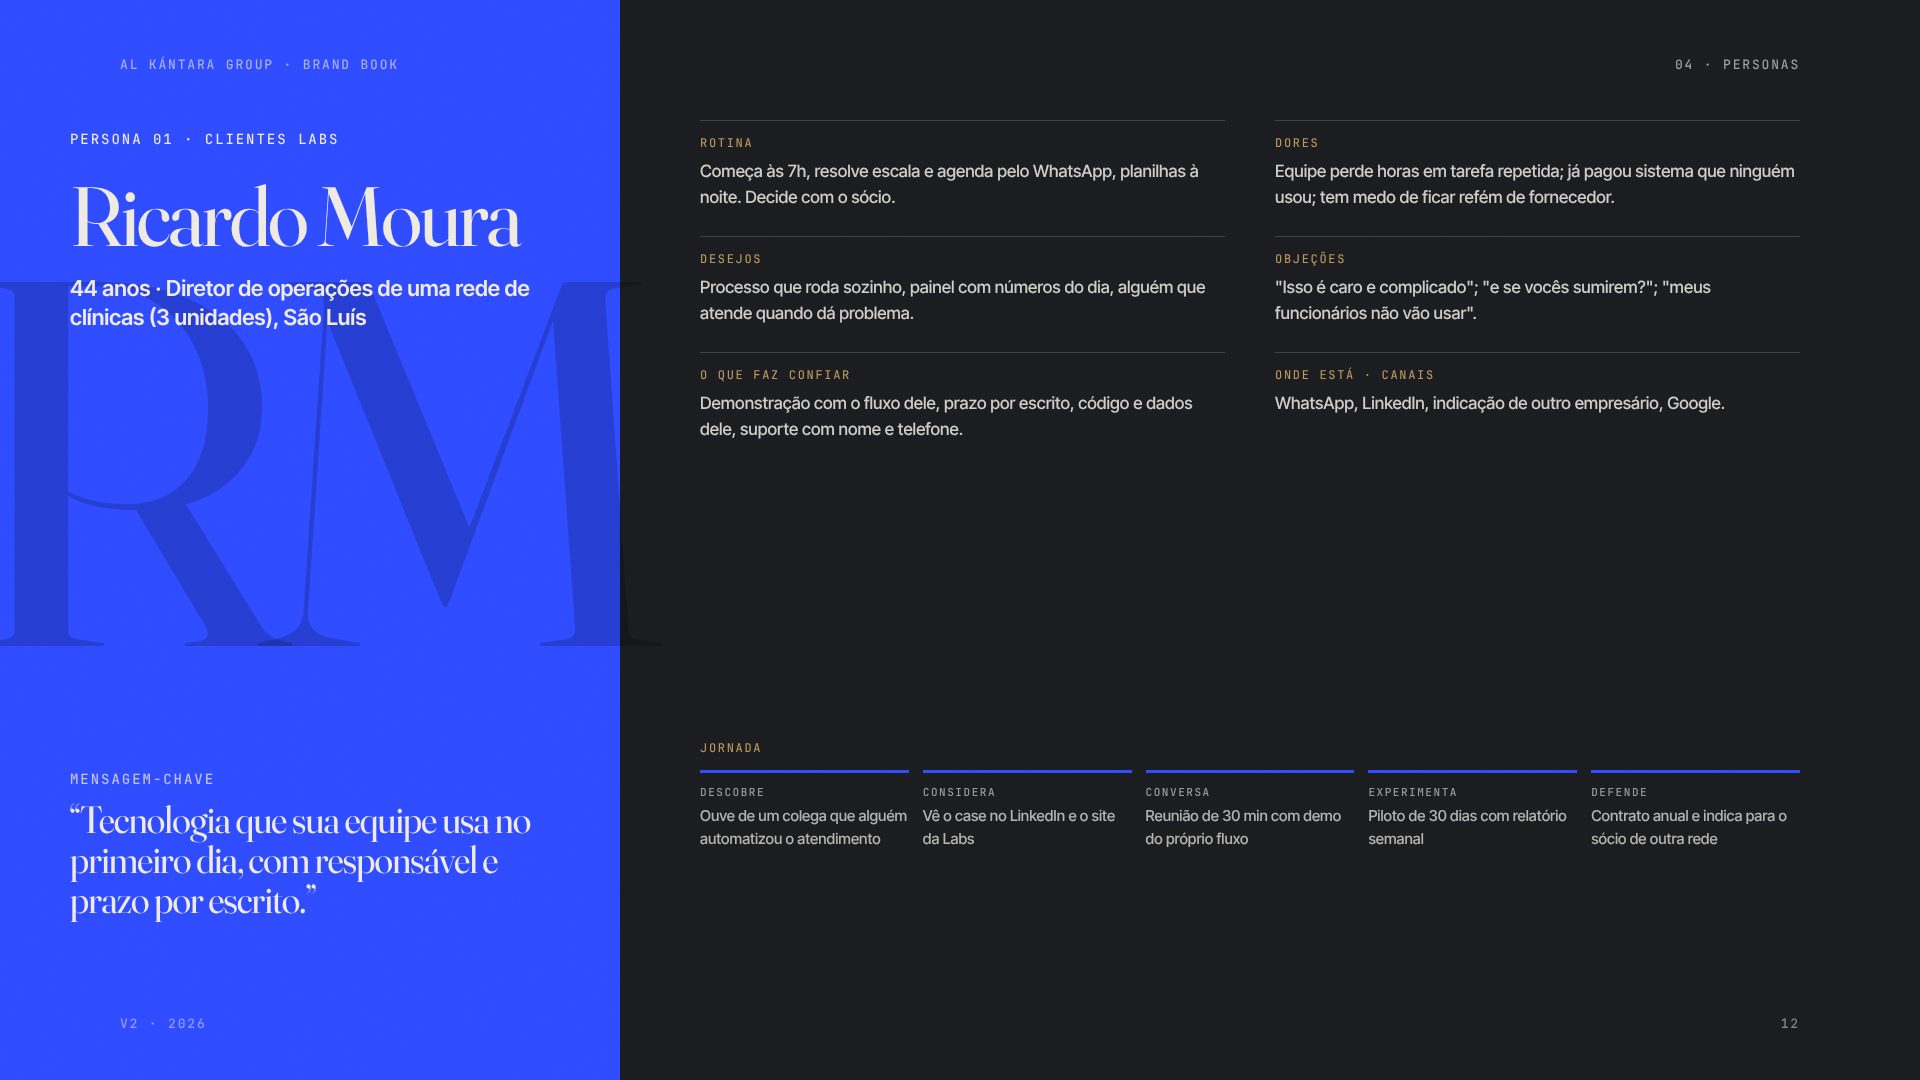 AL KÁNTARA GROUP · BRAND BOOK
04 · PERSONAS
PERSONA 01 · CLIENTES LABS
Ricardo Moura
44 anos · Diretor de operações de uma rede de
clínicas (3 unidades), São Luís
RM
MENSAGEM-CHAVE
“Tecnologia que sua equipe usa no
primeiro dia, com responsável e
prazo por escrito.”
ROTINA
Começa às 7h, resolve escala e agenda pelo WhatsApp, planilhas à
noite. Decide com o sócio.
DORES
Equipe perde horas em tarefa repetida; já pagou sistema que ninguém
usou; tem medo de ficar refém de fornecedor.
DESEJOS
Processo que roda sozinho, painel com números do dia, alguém que
atende quando dá problema.
OBJEÇÕES
"Isso é caro e complicado"; "e se vocês sumirem?"; "meus
funcionários não vão usar".
O QUE FAZ CONFIAR
Demonstração com o fluxo dele, prazo por escrito, código e dados
dele, suporte com nome e telefone.
ONDE ESTÁ · CANAIS
WhatsApp, LinkedIn, indicação de outro empresário, Google.
JORNADA
DESCOBRE
Ouve de um colega que alguém
automatizou o atendimento
CONSIDERA
Vê o case no LinkedIn e o site
da Labs
CONVERSA
Reunião de 30 min com demo
do próprio fluxo
EXPERIMENTA
Piloto de 30 dias com relatório
semanal
DEFENDE
Contrato anual e indica para o
sócio de outra rede
V2 · 2026
12